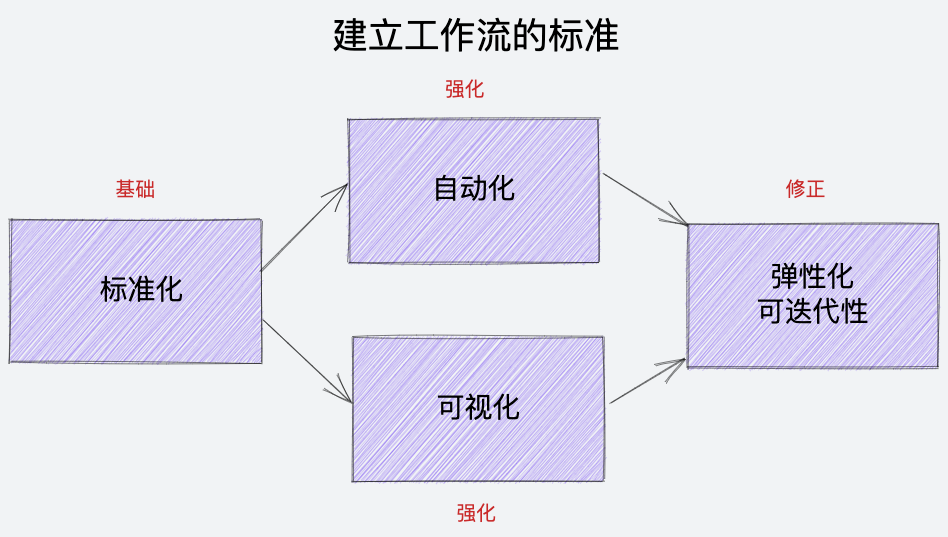 建立工作流的标准
强化
自动化
基础
标准化
修正
弹性化
可迭代性
可视化
强化